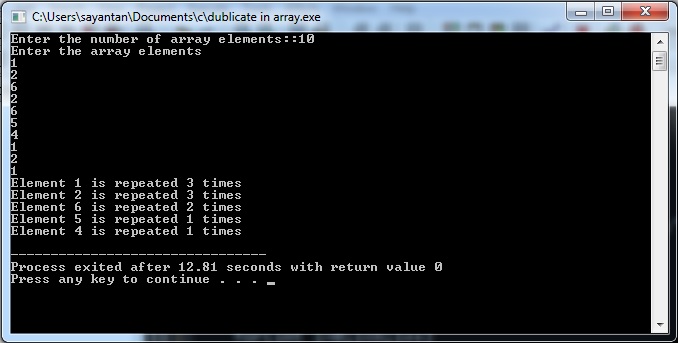 C:\Users\sayantan\Documents\c\dublicate in array.exe
Enter the number of array elements::10
Enter the array elements
1
2
6
2
6
5
4
1
2
1
Element 1 is repeated 3 times
Element 2 is repeated 3 times
Element 6 is repeated 2 times
Element 5 is repeated 1 times
Element 4 is repeated 1 times
--------------------------------
Process exited after 12.81 seconds with return value 0
Press any key to continue . . . _